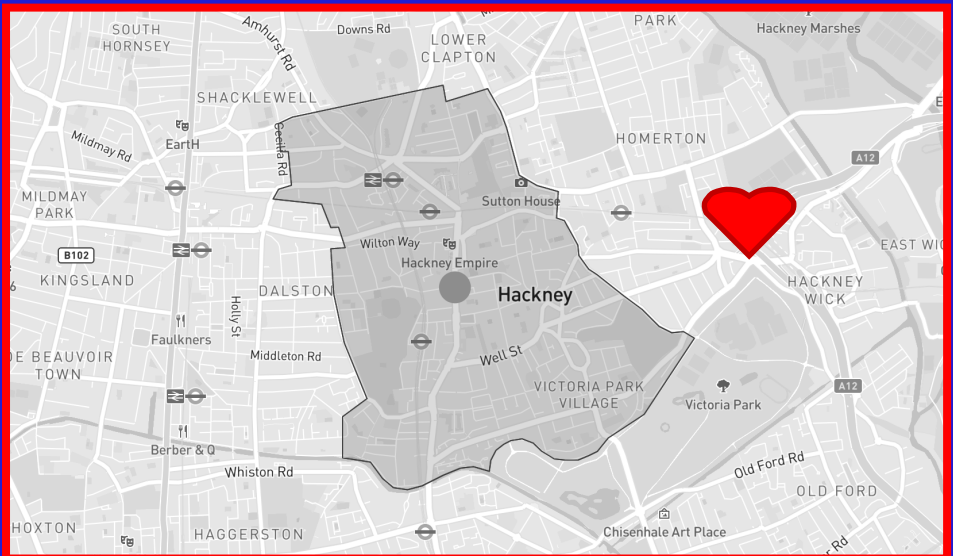 PARK
Hackney Marshes
SOUTH
HORNSEY
Amhurst Rd
Downs Rd
LOWER
CLAPTON
SHACKLEWELL
Cecilia Rd
EartH
Mildmay Rd
HOMERTON
A12
MILDMAY
PARK
Sutton House
B102
Wilton Way
Hackney Empire
EAST WIC
KINGSLAND
DALSTON
Holly St
Hackney
HACKNEY
WICK
Faulkners
Middleton Rd
Well St
DE BEAUVOIR
TOWN
VICTORIA PARK
VILLAGE
A12
Victoria Park
Berber & Q
Whiston Rd
Old Ford Rd
OLD FORD
HOXTON
HAGGERSTON
Chisenhale Art Place
r Rd